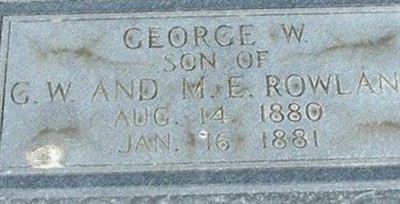 GEORGE W.
SON OF
G. W. AND M. E. ROWLAN
AUG. 14, 1880
JAN. 16, 1881